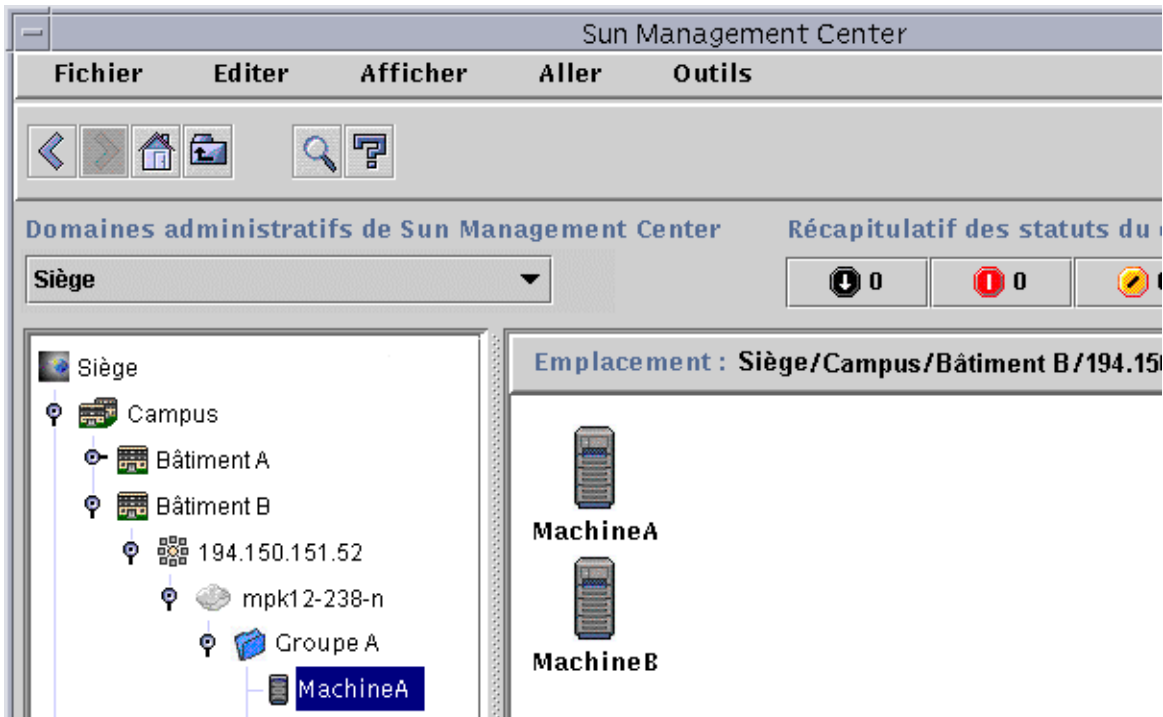 Sun Management Center
Fichier Editer Afficher Aller Outils
Domaines administratifs de Sun Management Center
Récapitulatif des statuts du
Siège
0 0
Siège
Campus
Bâtiment A
Bâtiment B
194.150.151.52
mpk12-238-n
Groupe A
MachineA
Emplacement : Siège/Campus/Bâtiment B/194.150
MachineA
MachineB